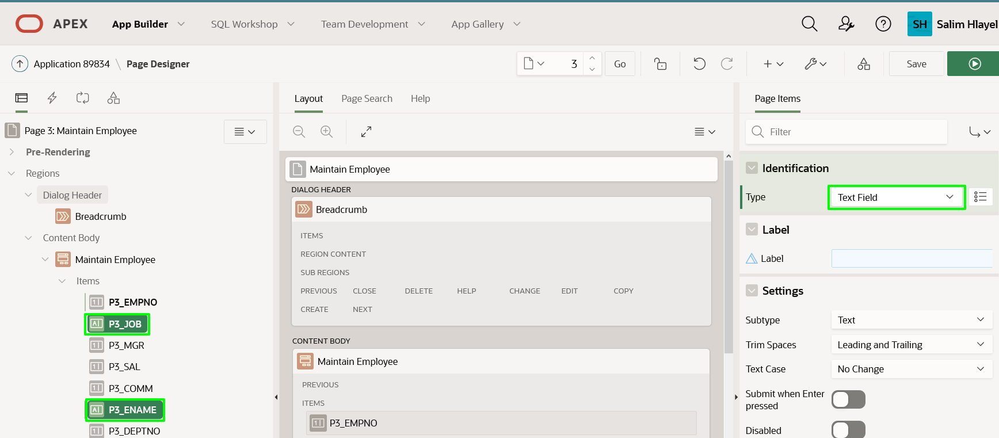 APEX App Builder SQL Workshop Team Development App Gallery SH Salim Hlayel
Application 89834 \ Page Designer 3 Go Save
Layout Page Search Help
Page Items
Page 3: Maintain Employee
Pre-Rendering
Regions
Dialog Header
Breadcrumb
Content Body
Maintain Employee
Items
P3_EMPNO
P3_JOB
P3_MGR
P3_SAL
P3_COMM
P3_ENAME
P3_DEPTNO
Maintain Employee
DIALOG HEADER
Breadcrumb
ITEMS
REGION CONTENT
SUB REGIONS
PREVIOUS CLOSE DELETE HELP CHANGE EDIT COPY
CREATE NEXT
CONTENT BODY
Maintain Employee
PREVIOUS
ITEMS
P3_EMPNO
Filter
Identification
Type Text Field
Label
Label
Settings
Subtype Text
Trim Spaces Leading and Trailing
Text Case No Change
Submit when Enter
pressed
Disabled